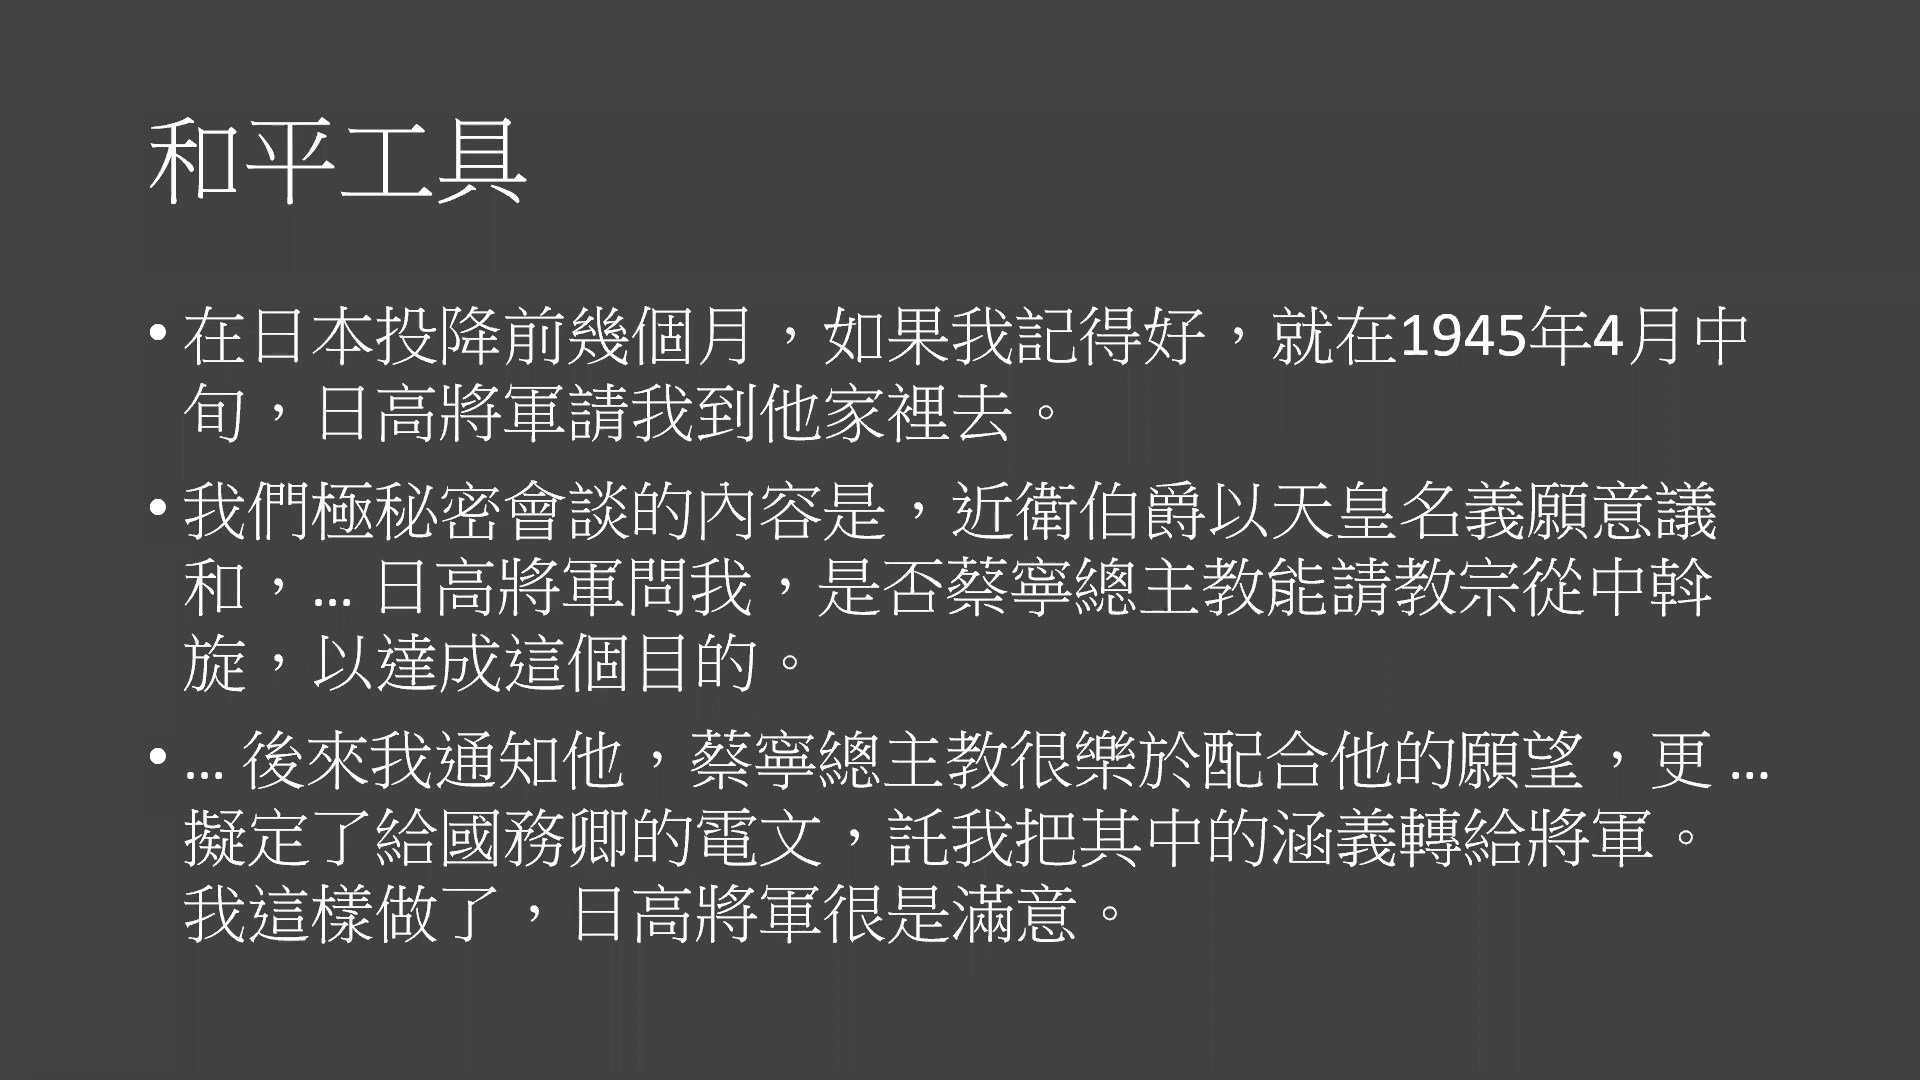 和平工具
• 在日本投降前幾個月，如果我記得好，就在1945年4月中
旬，日高將軍請我到他家裡去。
• 我們極秘密會談的內容是，近衛伯爵以天皇名義願意議
和，... 日高將軍問我，是否蔡寧總主教能請教宗從中斡
旋，以達成這個目的。
• ... 後來我通知他，蔡寧總主教很樂於配合他的願望，更 ...
擬定了給國務卿的電文，託我把其中的涵義轉給將軍。
我這樣做了，日高將軍很是滿意。